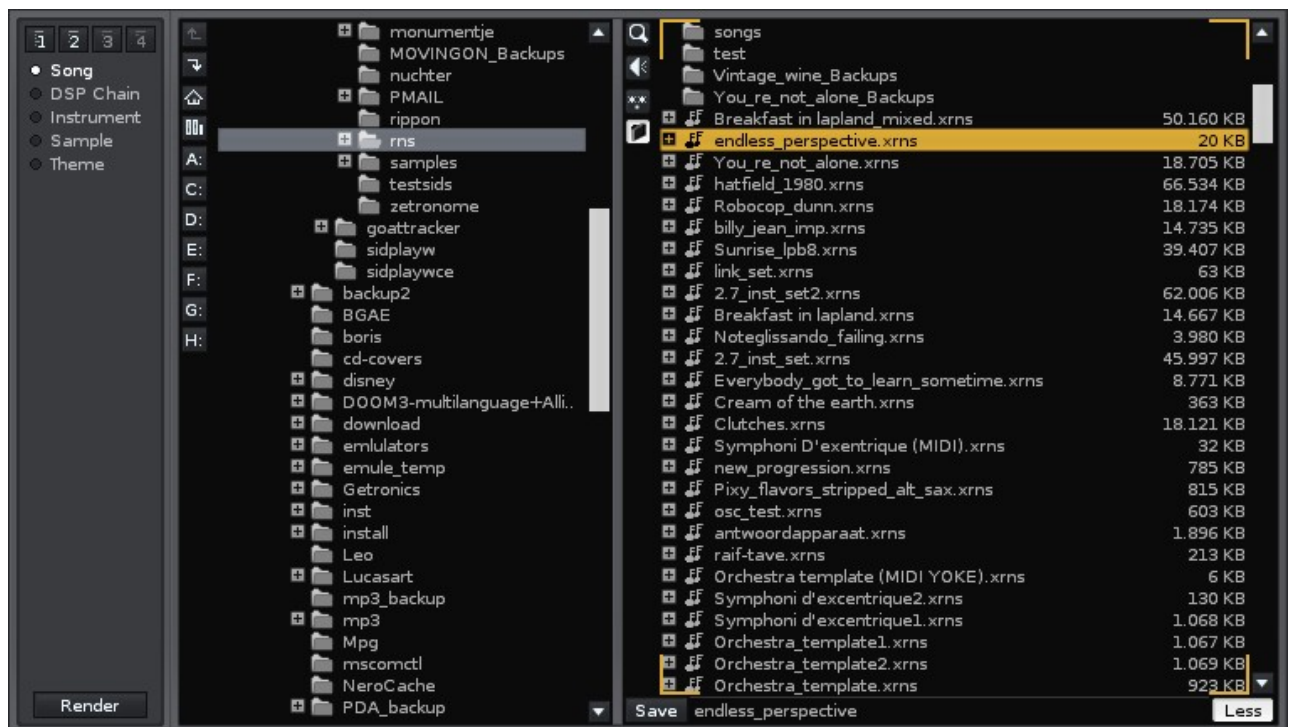 1 2 3 4
Song
DSP Chain
Instrument
Sample
Theme
Render
A:
C:
D:
E:
F:
G:
H:
monumentje
MOVINGON_Backups
nuchter
PMAIL
rippon
rns
samples
testsids
zetronome
goattracker
sidplayw
sidplaywce
backup2
BGAE
boris
cd-covers
disney
DOOM3-multilanguage+Alli..
download
emlulators
emule_temp
Getronics
inst
install
Leo
Lucasart
mp3_backup
mp3
Mpg
mscomctl
NeroCache
PDA_backup
songs
test
Vintage_wine_Backups
You_re_not_alone_Backups
Breakfast in lapland_mixed.xrns 50.160 KB
endless_perspective.xrns 20 KB
You_re_not_alone.xrns 18.705 KB
hatfield_1980.xrns 66.534 KB
Robocop_dunn.xrns 18.174 KB
billy_jean_imp.xrns 14.735 KB
Sunrise_lpb8.xrns 39.407 KB
link_set.xrns 63 KB
2.7_inst_set2.xrns 62.006 KB
Breakfast in lapland.xrns 14.667 KB
Noteglissando_failing.xrns 3.980 KB
2.7_inst_set.xrns 45.997 KB
Everybody_got_to_learn_sometime.xrns 8.771 KB
Cream of the earth.xrns 363 KB
Clutches.xrns 18.121 KB
Symphoni D'exentrique (MIDI).xrns 32 KB
new_progression.xrns 785 KB
Pixy_flavors_stripped_alt_sax.xrns 815 KB
osc_test.xrns 603 KB
antwoordapparaat.xrns 1.896 KB
raif-tave.xrns 213 KB
Orchestra template (MIDI YOKE).xrns 6 KB
Symphoni d'excentrique2.xrns 130 KB
Symphoni d'excentrique1.xrns 1.068 KB
Orchestra_template1.xrns 1.067 KB
Orchestra_template2.xrns 1.069 KB
Orchestra_template.xrns 923 KB
Save endless_perspective Less